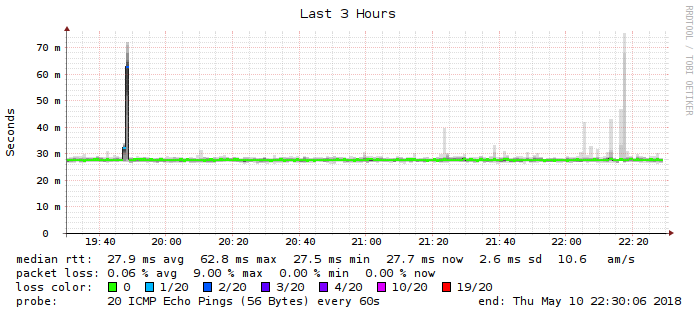 Last 3 Hours
RRDTOOL / TOBI OETIKER
Seconds
70 m
60 m
50 m
40 m
30 m
20 m
10 m
0
19:40 20:00 20:20 20:40 21:00 21:20 21:40 22:00 22:20
median rtt: 27.9 ms avg 62.8 ms max 27.5 ms min 27.7 ms now 2.6 ms sd 10.6 am/s
packet loss: 0.06 % avg 9.00 % max 0.00 % min 0.00 % now
loss color: 0 1/20 2/20 3/20 4/20 10/20 19/20
probe: 20 ICMP Echo Pings (56 Bytes) every 60s end: Thu May 10 22:30:06 2018